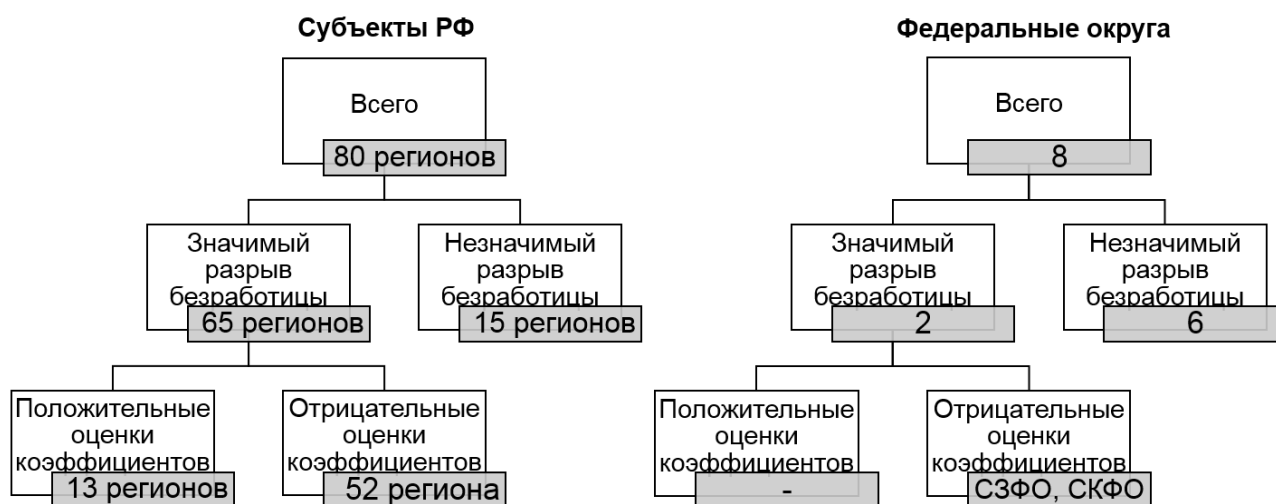 Субъекты РФ
Всего
80 регионов
Значимый
разрыв
безработицы
65 регионов
Незначимый
разрыв
безработицы
15 регионов
Положительные
оценки
коэффициентов
13 регионов
Отрицательные
оценки
коэффициентов
52 региона
Федеральные округа
Всего
8
Значимый
разрыв
безработицы
2
Незначимый
разрыв
безработицы
6
Положительные
оценки
коэффициентов
-
Отрицательные
оценки
коэффициентов
СЗФО, СКФО